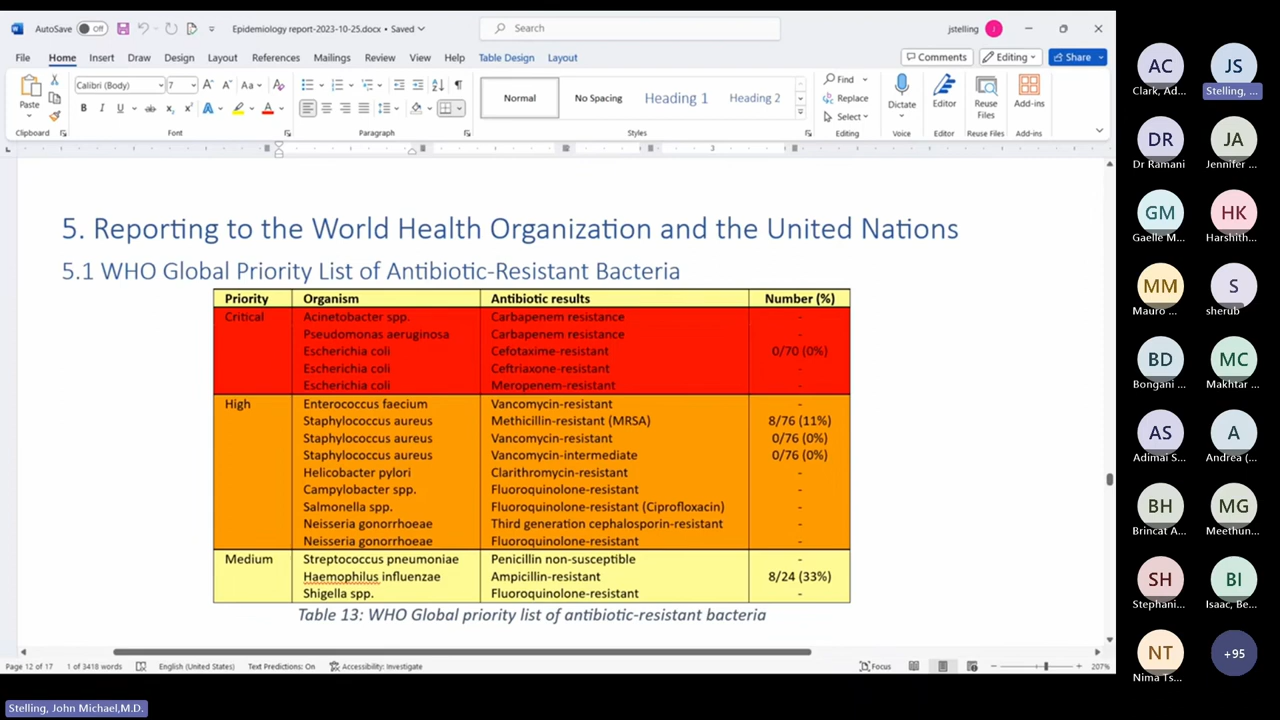 AutoSave Off Epidemiology report-2023-10-25.docx • Saved Search jstelling J
File Home Insert Draw Design Layout References Mailings Review View Help Table Design Layout Comments Editing Share
Paste
Calibri (Body) 7
Normal No Spacing Heading 1 Heading 2
Find
Replace
Select
Dictate Editor Reuse Files Add-ins
Clipboard Font Paragraph Styles Editing Voice Editor Reuse Files Add-ins
3
5. Reporting to the World Health Organization and the United Nations
5.1 WHO Global Priority List of Antibiotic-Resistant Bacteria
Priority Organism Antibiotic results Number (%)
Critical Acinetobacter spp. Carbapenem resistance -
Pseudomonas aeruginosa Carbapenem resistance -
Escherichia coli Cefotaxime-resistant 0/70 (0%)
Escherichia coli Ceftriaxone-resistant -
Escherichia coli Meropenem-resistant -
High Enterococcus faecium Vancomycin-resistant -
Staphylococcus aureus Methicillin-resistant (MRSA) 8/76 (11%)
Staphylococcus aureus Vancomycin-resistant 0/76 (0%)
Staphylococcus aureus Vancomycin-intermediate 0/76 (0%)
Helicobacter pylori Clarithromycin-resistant -
Campylobacter spp. Fluoroquinolone-resistant -
Salmonella spp. Fluoroquinolone-resistant (Ciprofloxacin) -
Neisseria gonorrhoeae Third generation cephalosporin-resistant -
Neisseria gonorrhoeae Fluoroquinolone-resistant -
Medium Streptococcus pneumoniae Penicillin non-susceptible -
Haemophilus influenzae Ampicillin-resistant 8/24 (33%)
Shigella spp. Fluoroquinolone-resistant -
Table 13: WHO Global priority list of antibiotic-resistant bacteria
Page 12 of 17 1 of 3418 words English (United States) Text Predictions: On Accessibility: Investigate Focus 207%
Stelling, John Michael,M.D.
AC JS
Clark, Ad... Stelling, ...
DR JA
Dr Ramani Jennifer ...
GM HK
Gaelle M... Harshith...
MM S
Mauro ... sherub
BD MC
Bongani ... Makhtar ...
AS A
Adimai S... Andrea (...
BH MG
Brincat A... Meethun...
SH BI
Stephani... Isaac, Be...
NT +95
Nima Ts...